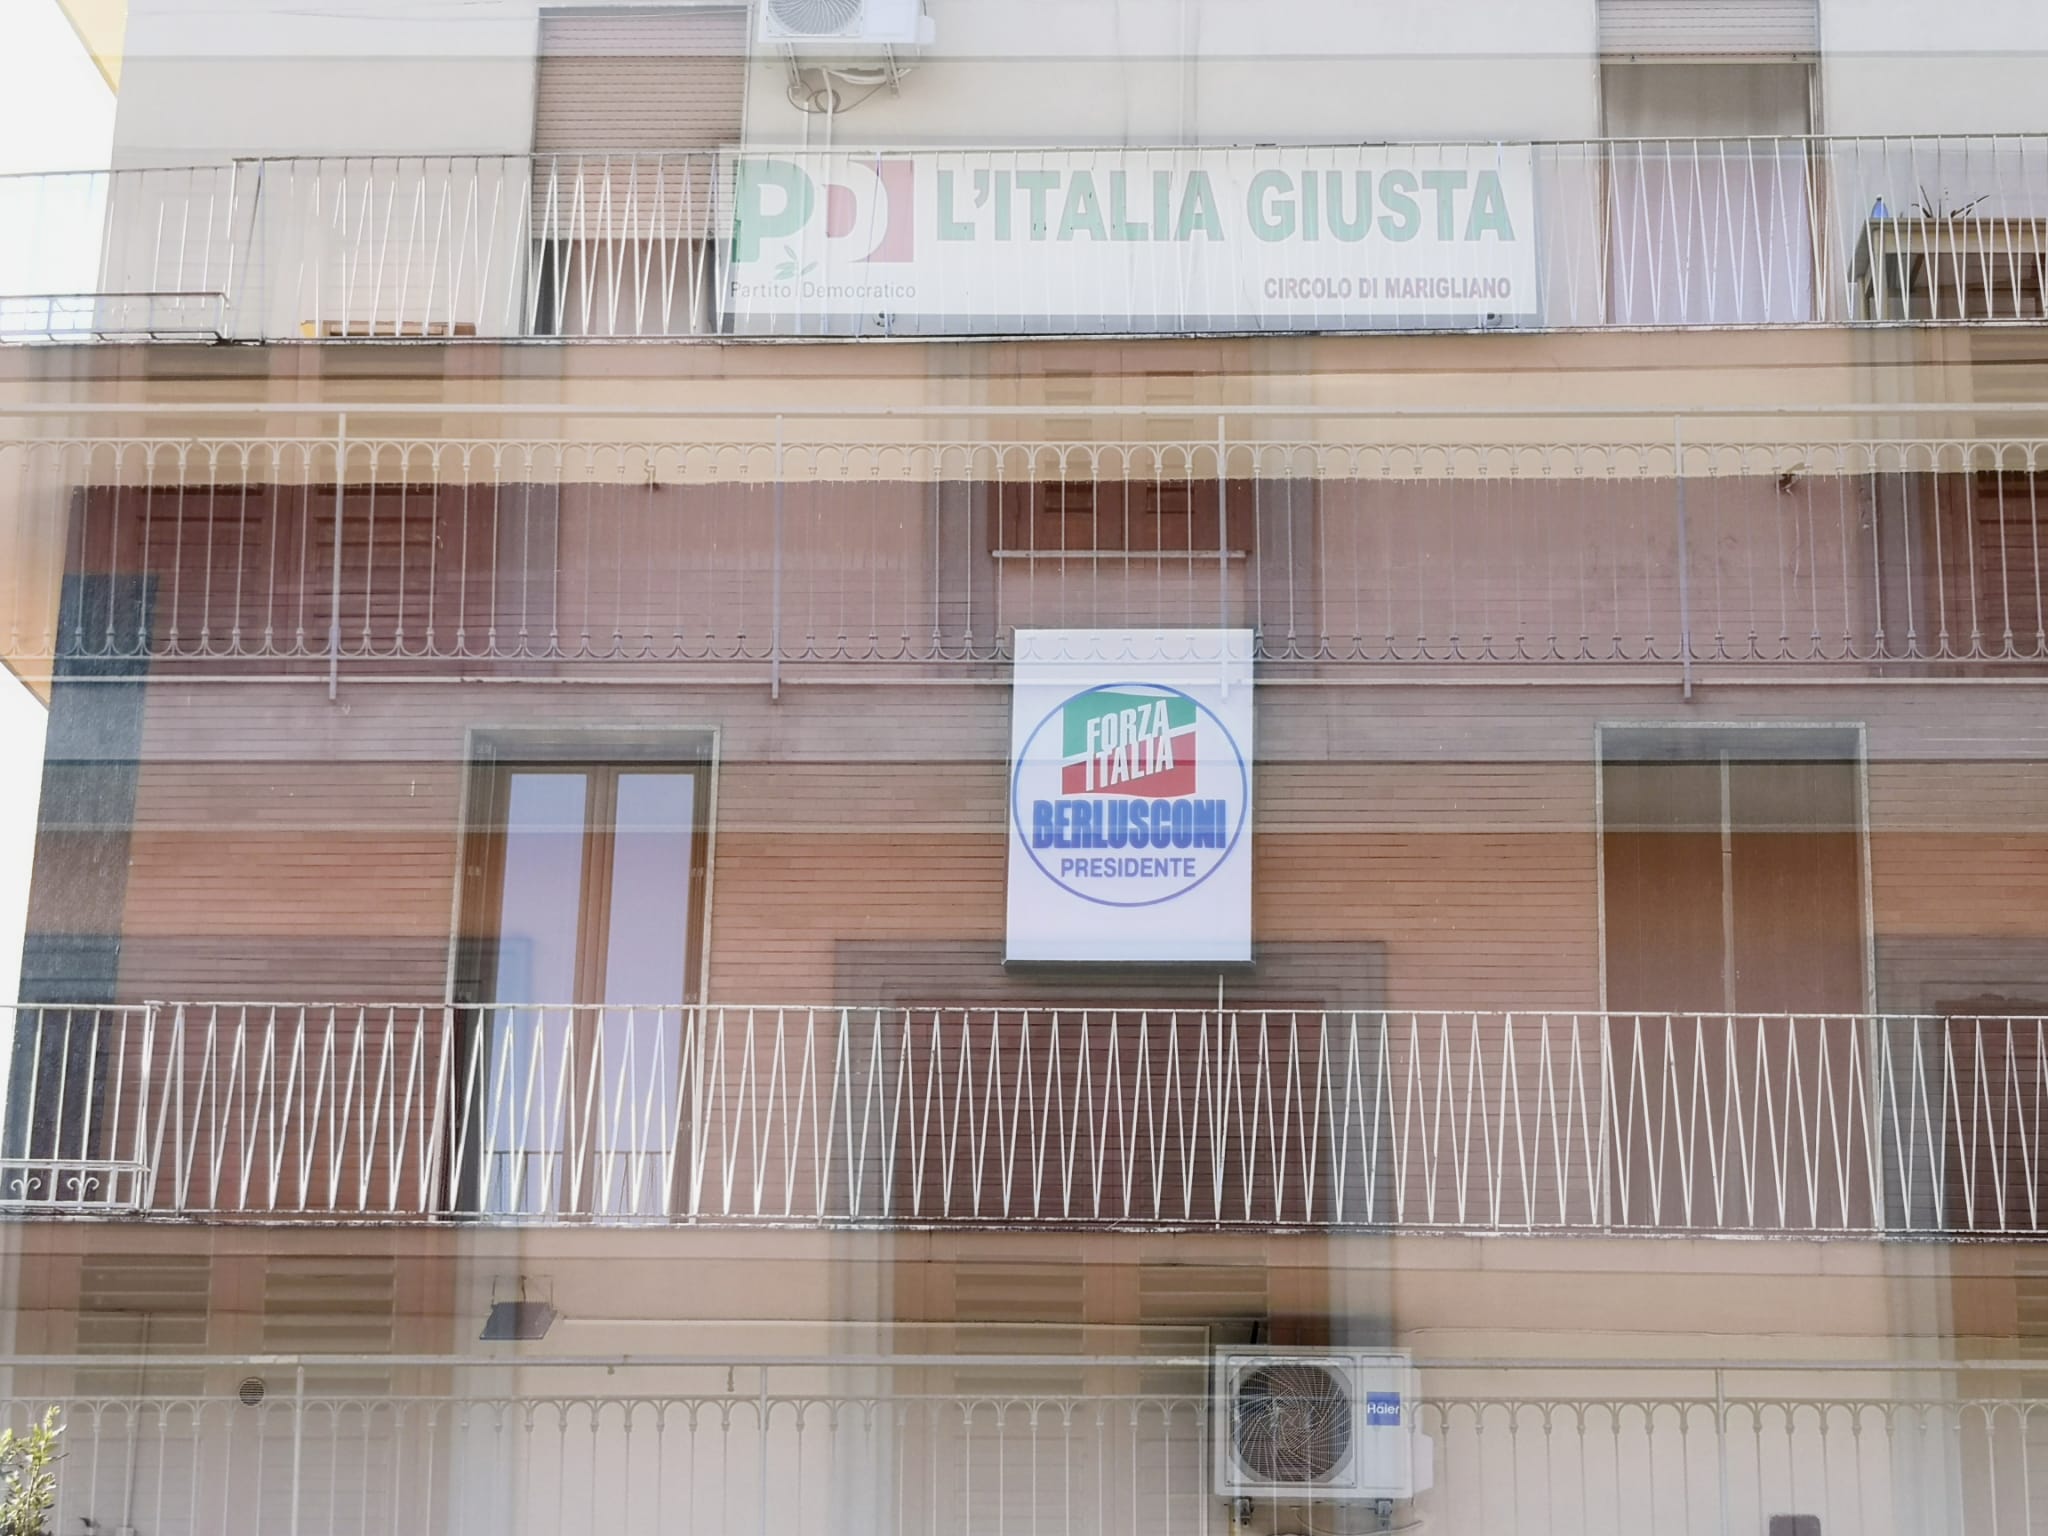 PD L'ITALIA GIUSTA
Partito Democratico
CIRCOLO DI MARIGLIANO
FORZA
ITALIA
BERLUSCONI
PRESIDENTE
Haier